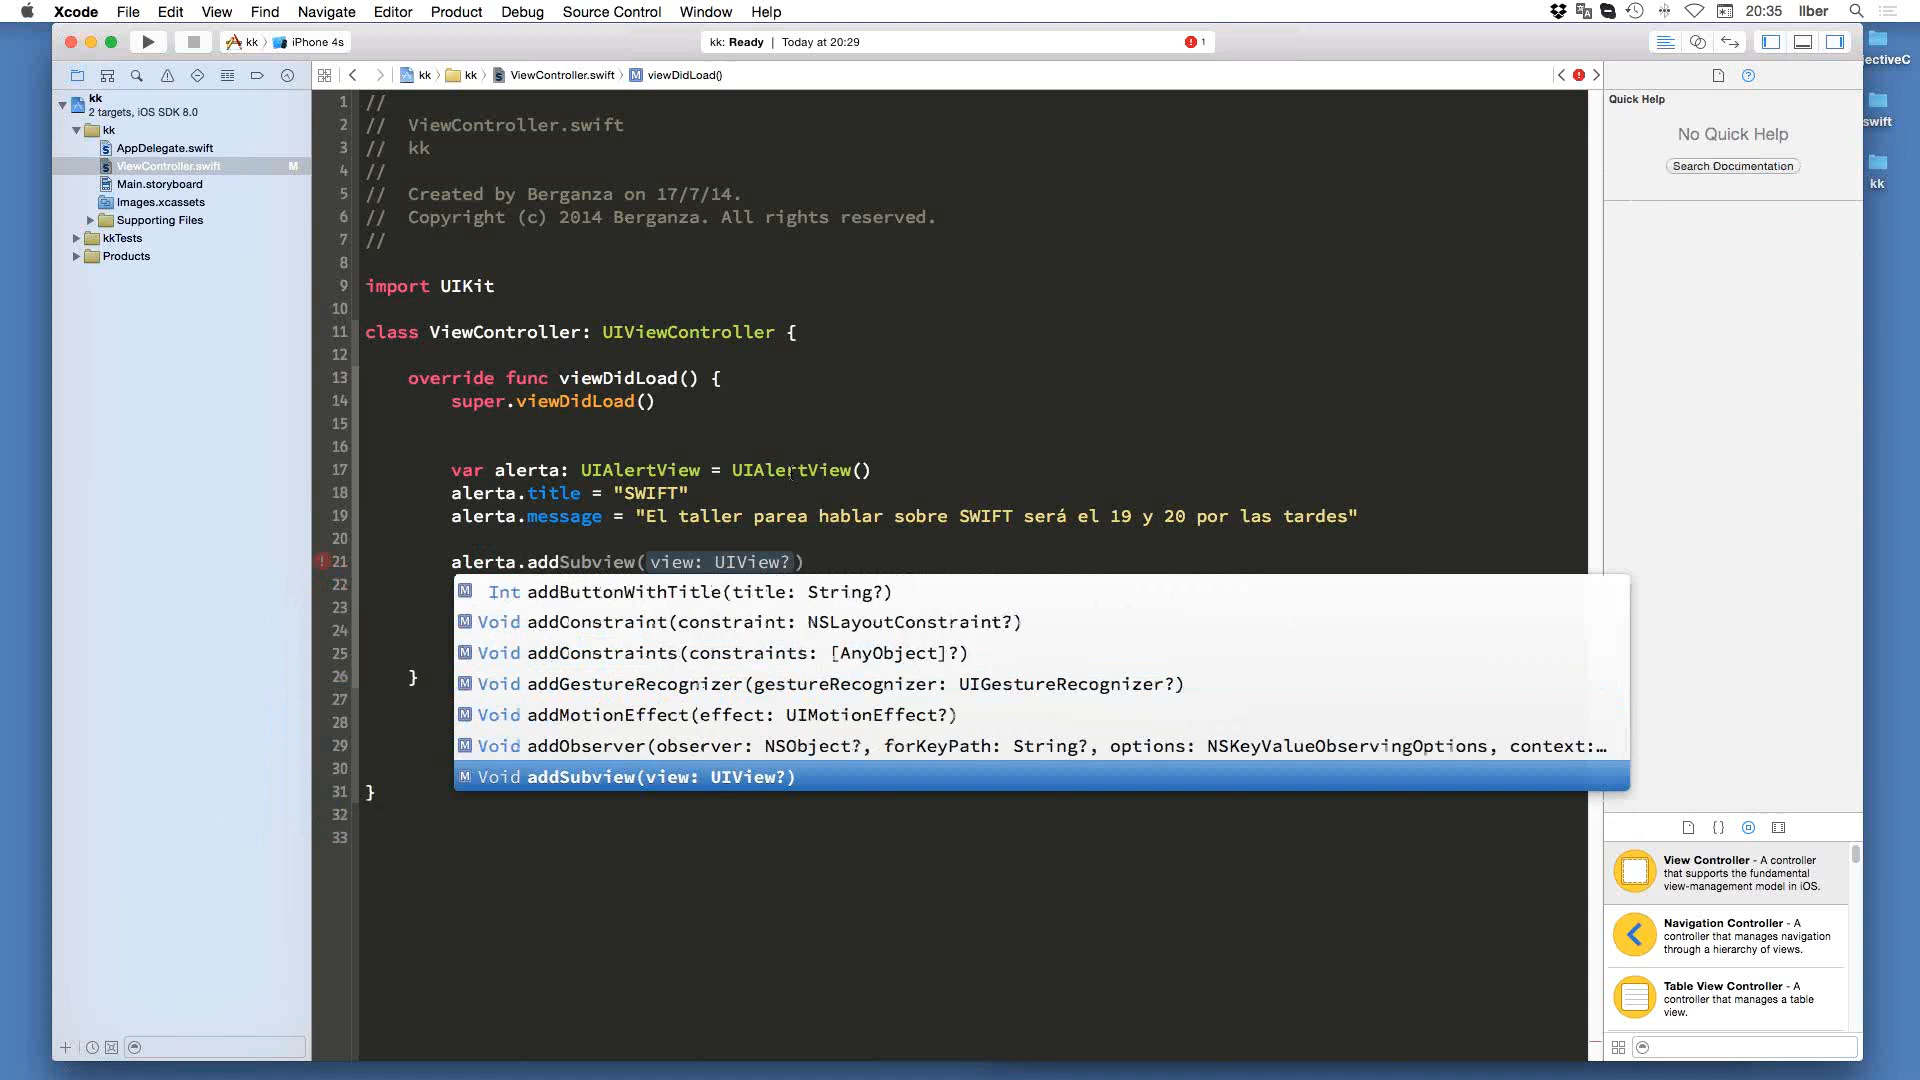 Xcode File Edit View Find Navigate Editor Product Debug Source Control Window Help 20:35 Ilber
kk iPhone 4s kk: Ready | Today at 20:29 1
kk kk ViewController.swift M viewDidLoad()
kk
2 targets, iOS SDK 8.0
kk
AppDelegate.swift
ViewController.swift M
Main.storyboard
Images.xcassets
Supporting Files
kkTests
Products
1 //
2 // ViewController.swift
3 // kk
4 //
5 // Created by Berganza on 17/7/14.
6 // Copyright (c) 2014 Berganza. All rights reserved.
7 //
8
9 import UIKit
10
11 class ViewController: UIViewController {
12
13 override func viewDidLoad() {
14 super.viewDidLoad()
15
16
17 var alerta: UIAlertView = UIAlertView()
18 alerta.title = "SWIFT"
19 alerta.message = "El taller parea hablar sobre SWIFT será el 19 y 20 por las tardes"
20
21 alerta.addSubview(view: UIView?)
22 M Int addButtonWithTitle(title: String?)
23 M Void addConstraint(constraint: NSLayoutConstraint?)
24
25 M Void addConstraints(constraints: [AnyObject]?)
26 }
27 M Void addGestureRecognizer(gestureRecognizer: UIGestureRecognizer?)
28 M Void addMotionEffect(effect: UIMotionEffect?)
29 M Void addObserver(observer: NSObject?, forKeyPath: String?, options: NSKeyValueObservingOptions, context:…
30 M Void addSubview(view: UIView?)
31 }
32
33
Quick Help
No Quick Help
Search Documentation
View Controller - A controller
that supports the fundamental
view-management model in iOS.
Navigation Controller - A
controller that manages navigation
through a hierarchy of views.
Table View Controller - A
controller that manages a table
view.
jectiveC
swift
kk